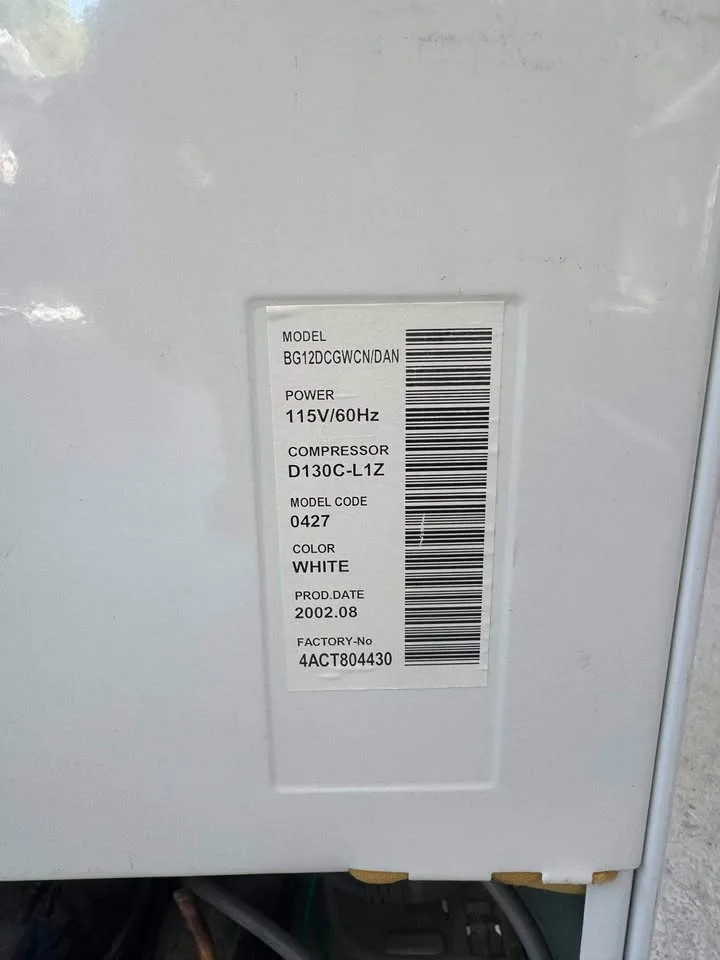 MODEL
BG12DCGWCN/DAN
POWER
115V/60Hz
COMPRESSOR
D130C-L1Z
MODEL CODE
0427
COLOR
WHITE
PROD.DATE
2002.08
FACTORY-No
4ACT804430